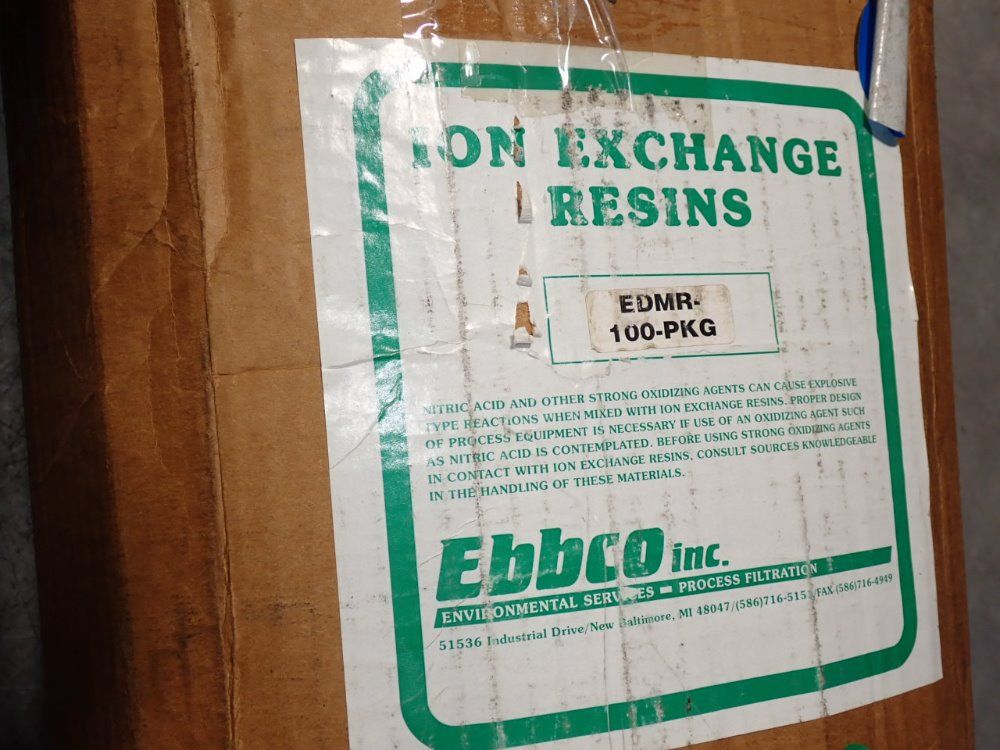 ION EXCHANGE
RESINS
EDMR-
100-PKG
NITRIC ACID AND OTHER STRONG OXIDIZING AGENTS CAN CAUSE EXPLOSIVE
TYPE REACTIONS WHEN MIXED WITH ION EXCHANGE RESINS. PROPER DESIGN
OF PROCESS EQUIPMENT IS NECESSARY IF USE OF AN OXIDIZING AGENT SUCH
AS NITRIC ACID IS CONTEMPLATED. BEFORE USING STRONG OXIDIZING AGENTS
IN CONTACT WITH ION EXCHANGE RESINS, CONSULT SOURCES KNOWLEDGEABLE
IN THE HANDLING OF THESE MATERIALS.
Ebbco inc.
ENVIRONMENTAL SERVICES - PROCESS FILTRATION
51536 Industrial Drive/New Baltimore, MI 48047/(586)716-515 /FAX (586)716-4949